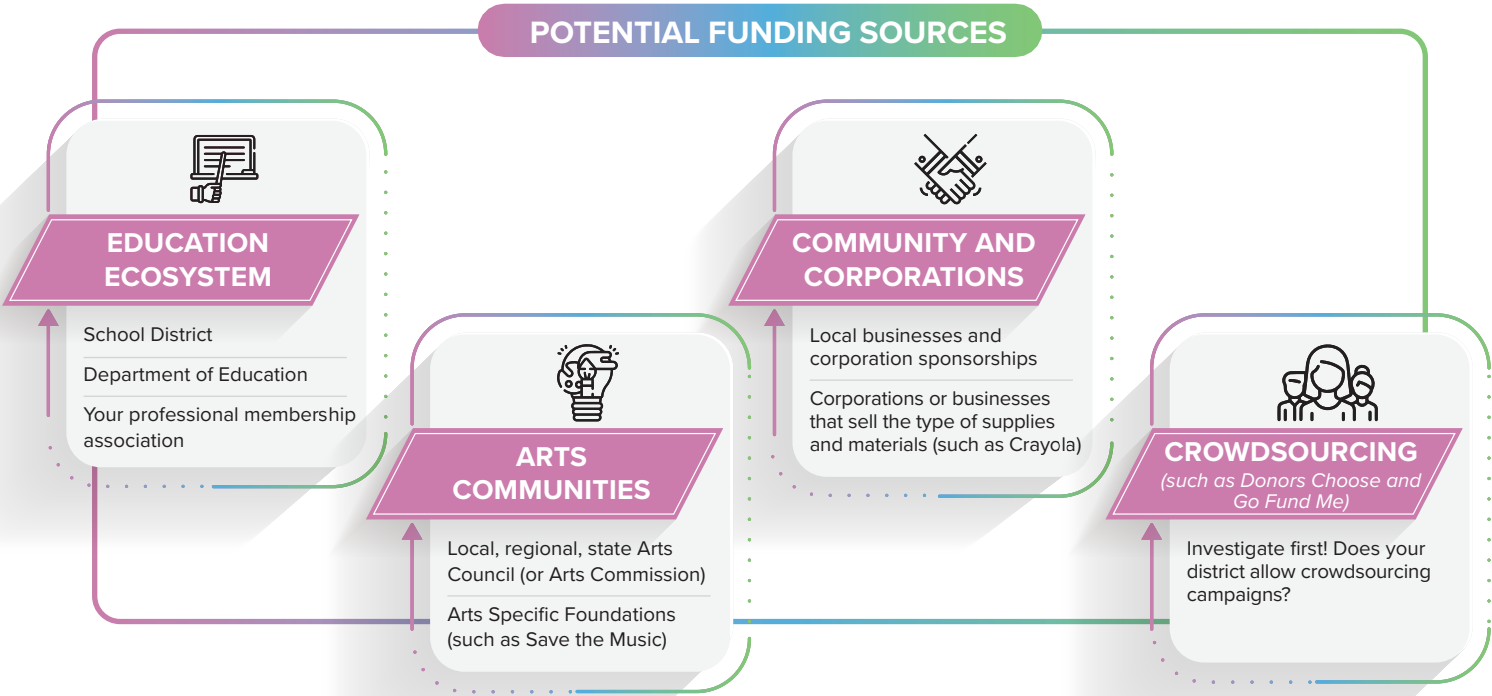 POTENTIAL FUNDING SOURCES
EDUCATION
ECOSYSTEM
School District
Department of Education
Your professional membership
association
ARTS
COMMUNITIES
Local, regional, state Arts
Council (or Arts Commission)
Arts Specific Foundations
(such as Save the Music)
COMMUNITY AND
CORPORATIONS
Local businesses and
corporation sponsorships
Corporations or businesses
that sell the type of supplies
and materials (such as Crayola)
CROWDSOURCING
(such as Donors Choose and
Go Fund Me)
Investigate first! Does your
district allow crowdsourcing
campaigns?